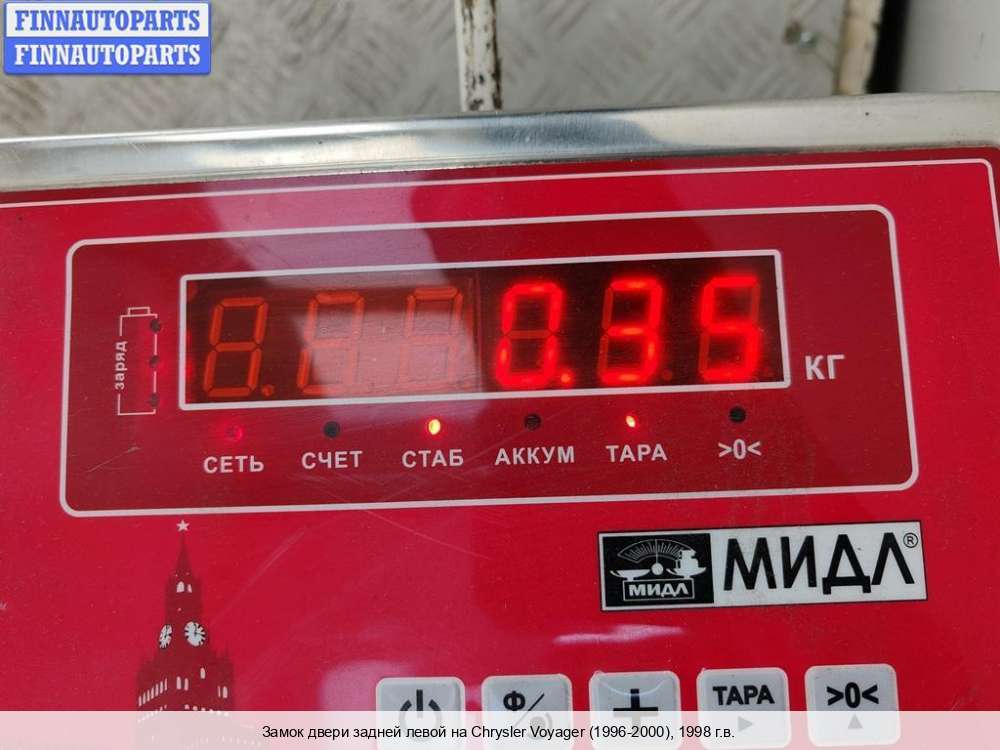 FINNAUTOPARTS
FINNAUTOPARTS
заряд
0.35
КГ
СЕТЬ СЧЕТ СТАБ АККУМ ТАРА >0<
МИДЛ МИДЛ®
Ф/ + ТАРА >0<
Замок двери задней левой на Chrysler Voyager (1996-2000), 1998 г.в.